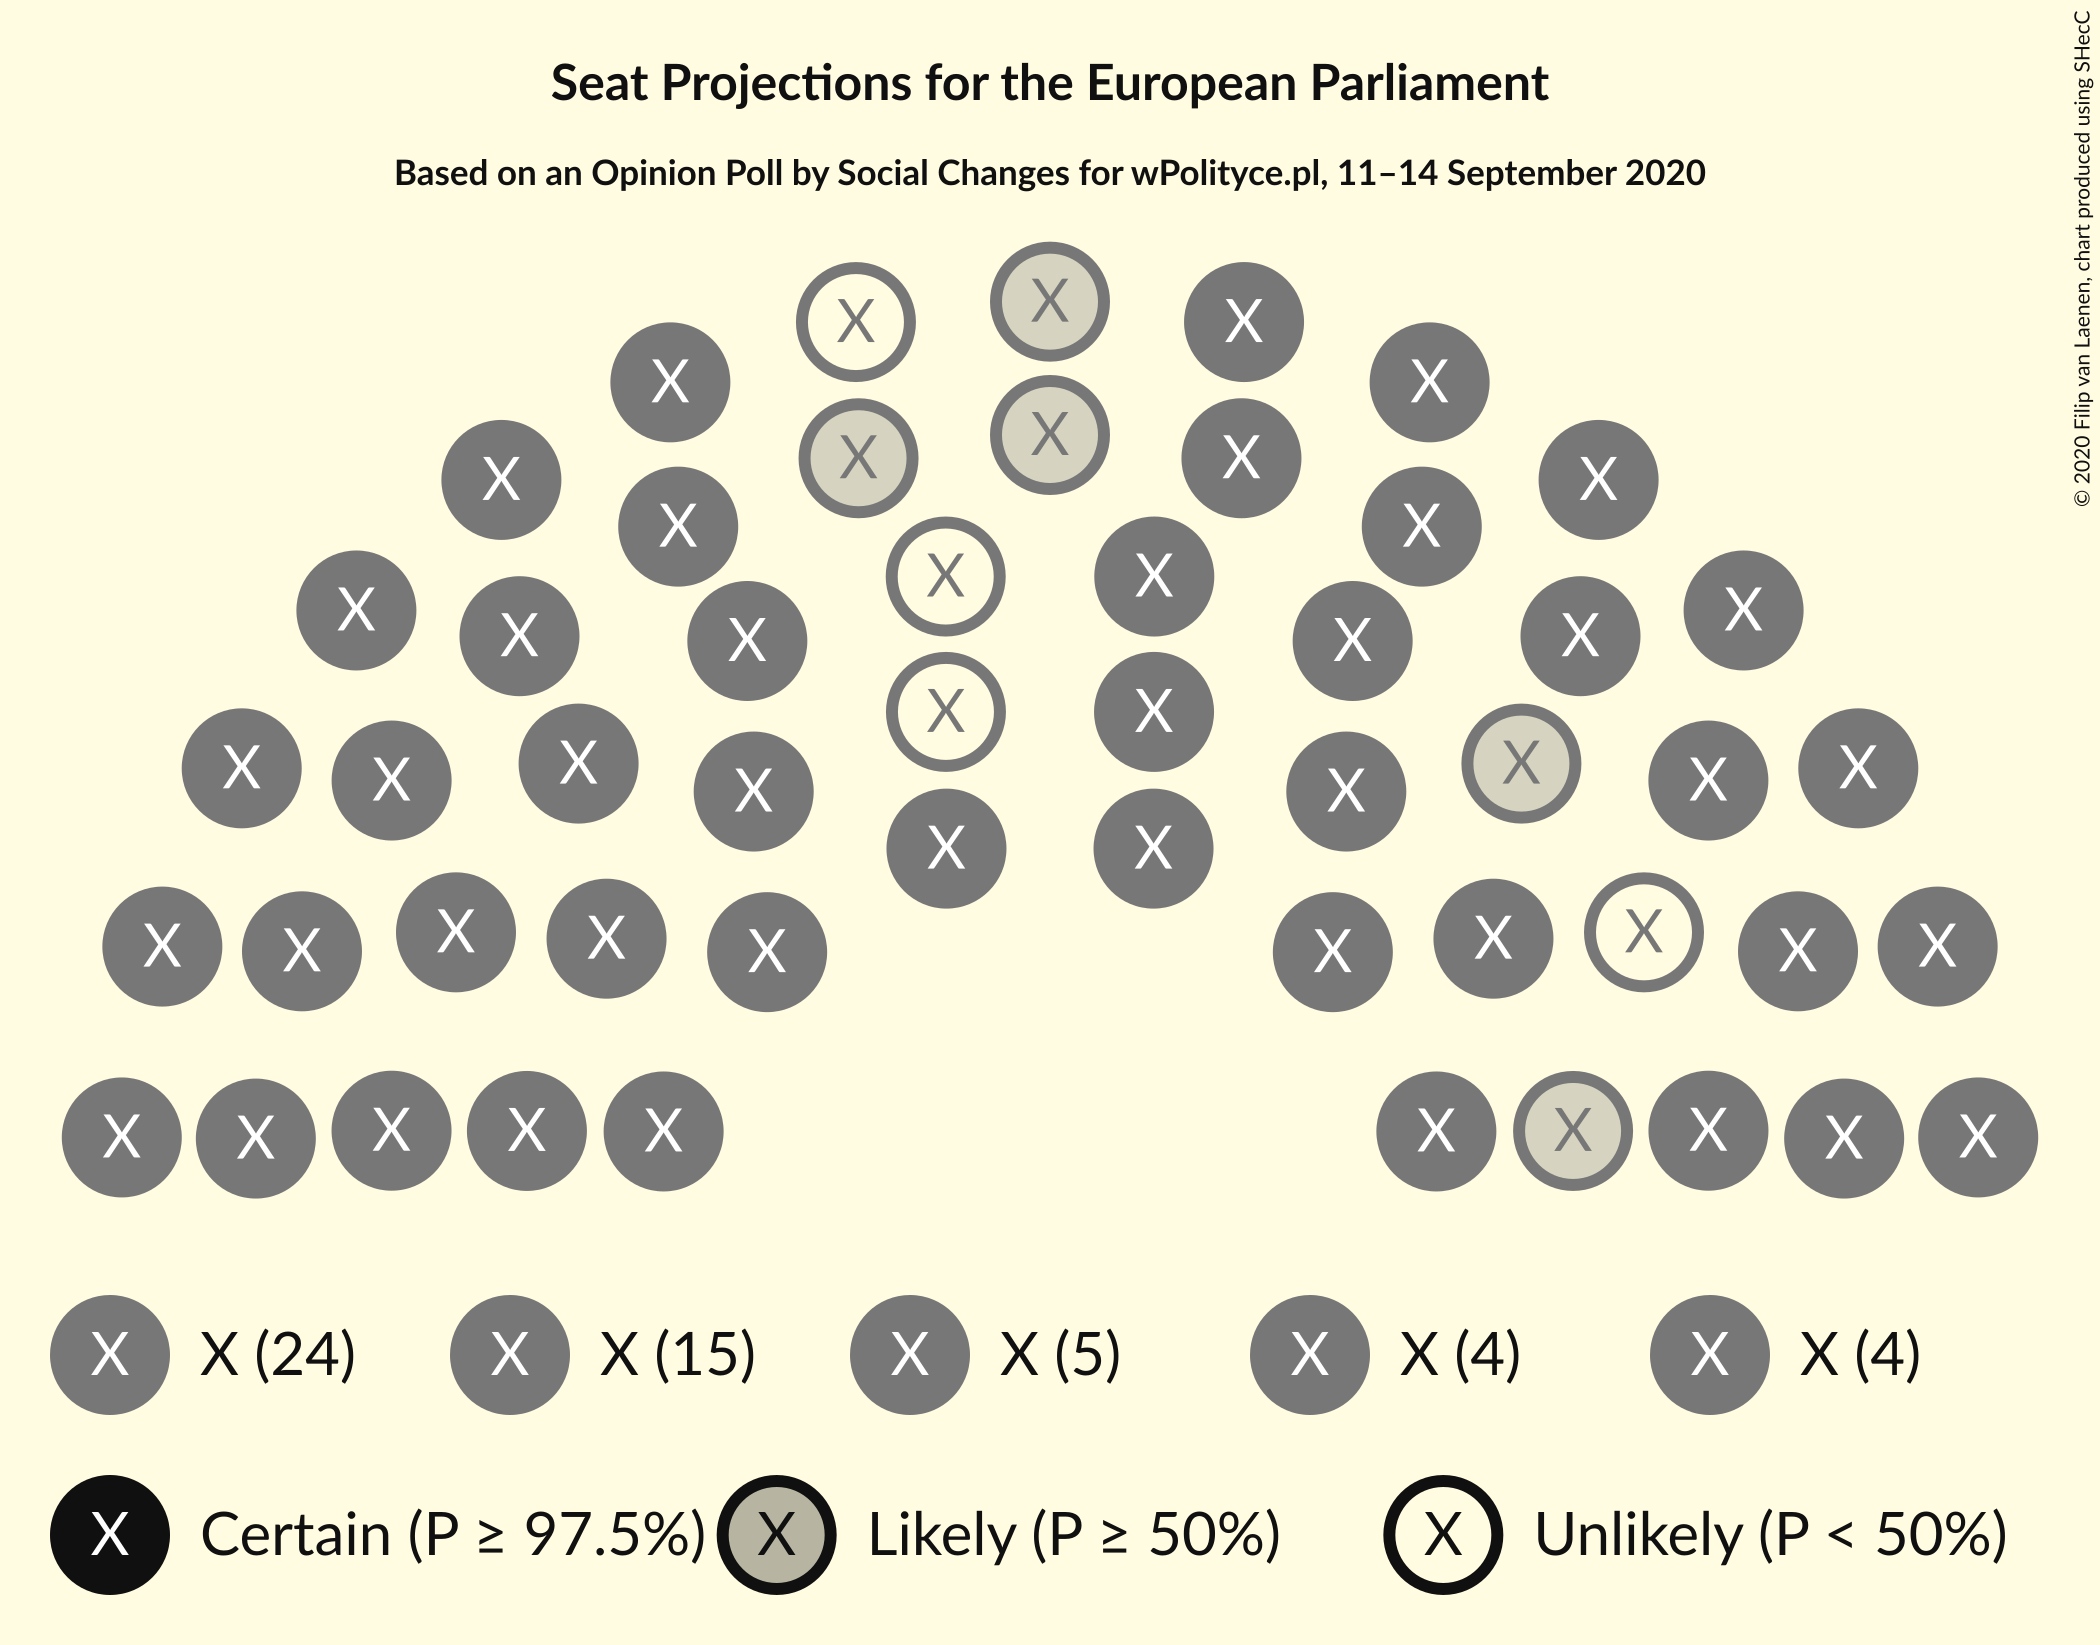 Seat Projections for the European Parliament
Based on an Opinion Poll by Social Changes for wPolityce.pl, 11–14 September 2020
© 2020 Filip van Laenen, chart produced using SHecC
X X X
X X
X X X
X X
X X
X X
X X X X X X
X X
X X X X X X X X
X X
X X X X X X X X X X
X X X X X X X X X X
X X (24) X X (15) X X (5) X X (4) X X (4)
X Certain (P ≥ 97.5%) X Likely (P ≥ 50%) X Unlikely (P < 50%)